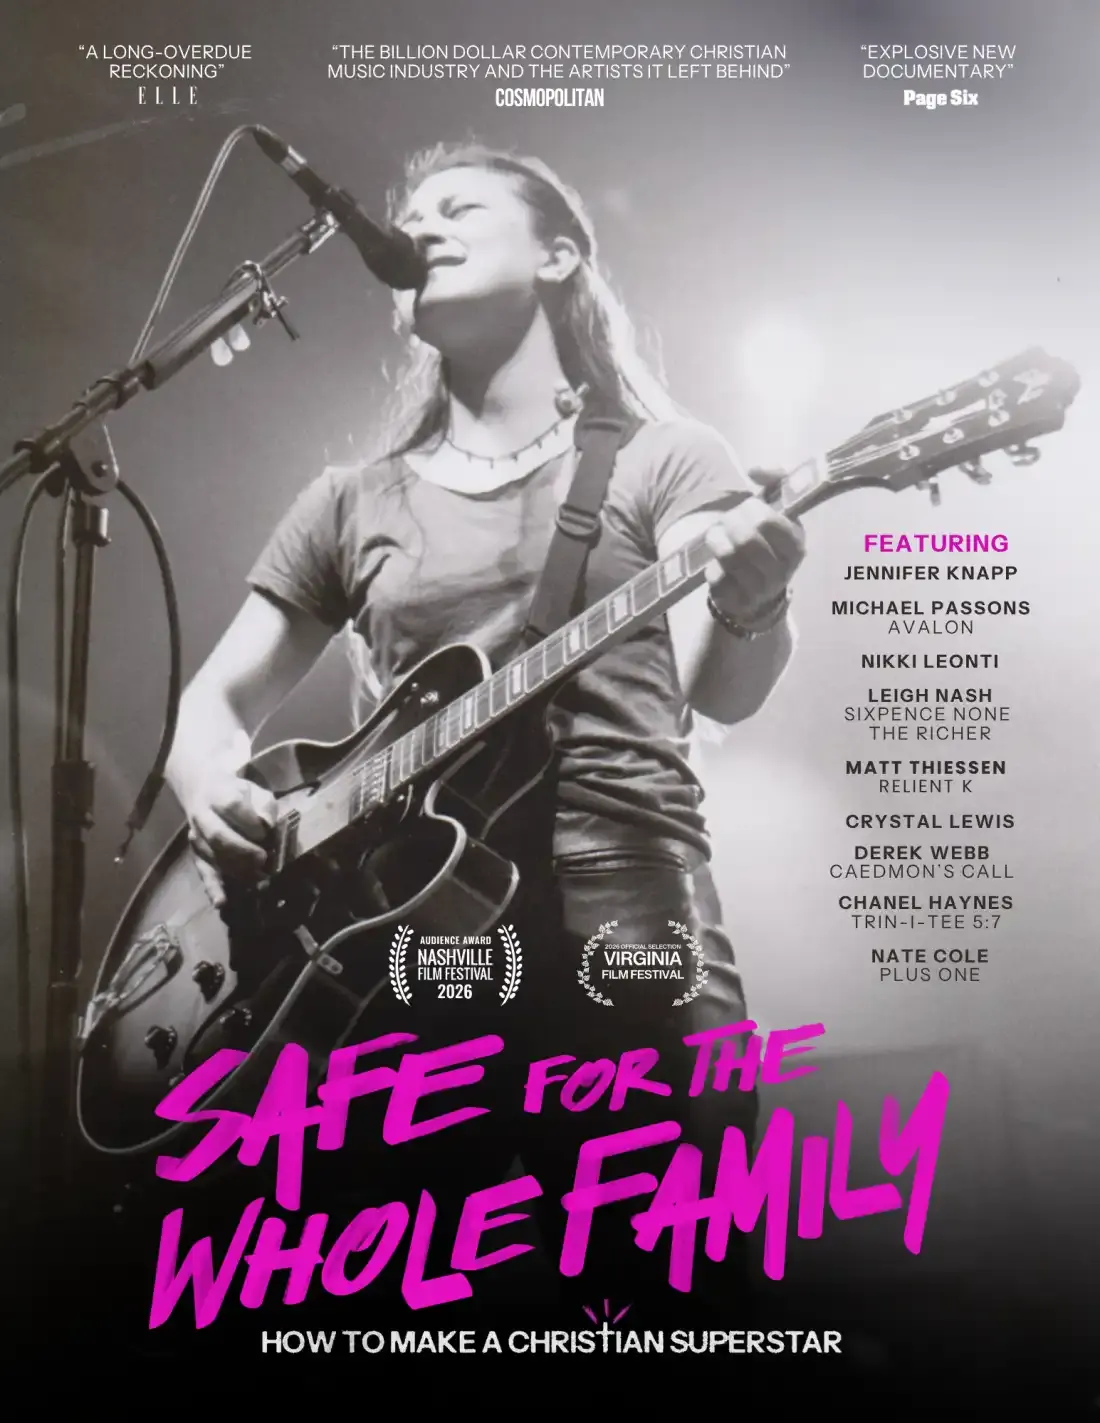 “A LONG-OVERDUE
RECKONING”
ELLE
“THE BILLION DOLLAR CONTEMPORARY CHRISTIAN
MUSIC INDUSTRY AND THE ARTISTS IT LEFT BEHIND”
COSMOPOLITAN
“EXPLOSIVE NEW
DOCUMENTARY”
Page Six
FEATURING
JENNIFER KNAPP
MICHAEL PASSONS
AVALON
NIKKI LEONTI
LEIGH NASH
SIXPENCE NONE
THE RICHER
MATT THIESSEN
RELIENT K
CRYSTAL LEWIS
DEREK WEBB
CAEDMON'S CALL
CHANEL HAYNES
TRIN-I-TEE 5:7
NATE COLE
PLUS ONE
AUDIENCE AWARD
NASHVILLE
FILM FESTIVAL
2026
2026 OFFICIAL SELECTION
VIRGINIA
FILM FESTIVAL
SAFE FOR THE
WHOLE FAMILY
HOW TO MAKE A CHRISTIAN SUPERSTAR